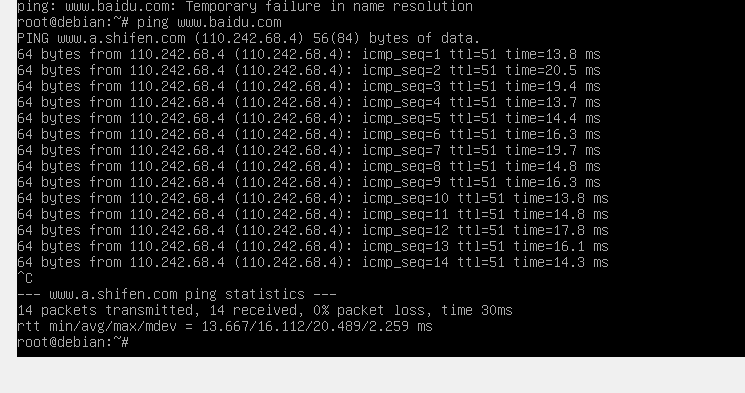 ping: www.baidu.com: Temporary failure in name resolution
root@debian:~# ping www.baidu.com
PING www.a.shifen.com (110.242.68.4) 56(84) bytes of data.
64 bytes from 110.242.68.4 (110.242.68.4): icmp_seq=1 ttl=51 time=13.8 ms
64 bytes from 110.242.68.4 (110.242.68.4): icmp_seq=2 ttl=51 time=20.5 ms
64 bytes from 110.242.68.4 (110.242.68.4): icmp_seq=3 ttl=51 time=19.4 ms
64 bytes from 110.242.68.4 (110.242.68.4): icmp_seq=4 ttl=51 time=13.7 ms
64 bytes from 110.242.68.4 (110.242.68.4): icmp_seq=5 ttl=51 time=14.4 ms
64 bytes from 110.242.68.4 (110.242.68.4): icmp_seq=6 ttl=51 time=16.3 ms
64 bytes from 110.242.68.4 (110.242.68.4): icmp_seq=7 ttl=51 time=19.7 ms
64 bytes from 110.242.68.4 (110.242.68.4): icmp_seq=8 ttl=51 time=14.8 ms
64 bytes from 110.242.68.4 (110.242.68.4): icmp_seq=9 ttl=51 time=16.3 ms
64 bytes from 110.242.68.4 (110.242.68.4): icmp_seq=10 ttl=51 time=13.8 ms
64 bytes from 110.242.68.4 (110.242.68.4): icmp_seq=11 ttl=51 time=14.8 ms
64 bytes from 110.242.68.4 (110.242.68.4): icmp_seq=12 ttl=51 time=17.8 ms
64 bytes from 110.242.68.4 (110.242.68.4): icmp_seq=13 ttl=51 time=16.1 ms
64 bytes from 110.242.68.4 (110.242.68.4): icmp_seq=14 ttl=51 time=14.3 ms
^C
--- www.a.shifen.com ping statistics ---
14 packets transmitted, 14 received, 0% packet loss, time 30ms
rtt min/avg/max/mdev = 13.667/16.112/20.489/2.259 ms
root@debian:~#